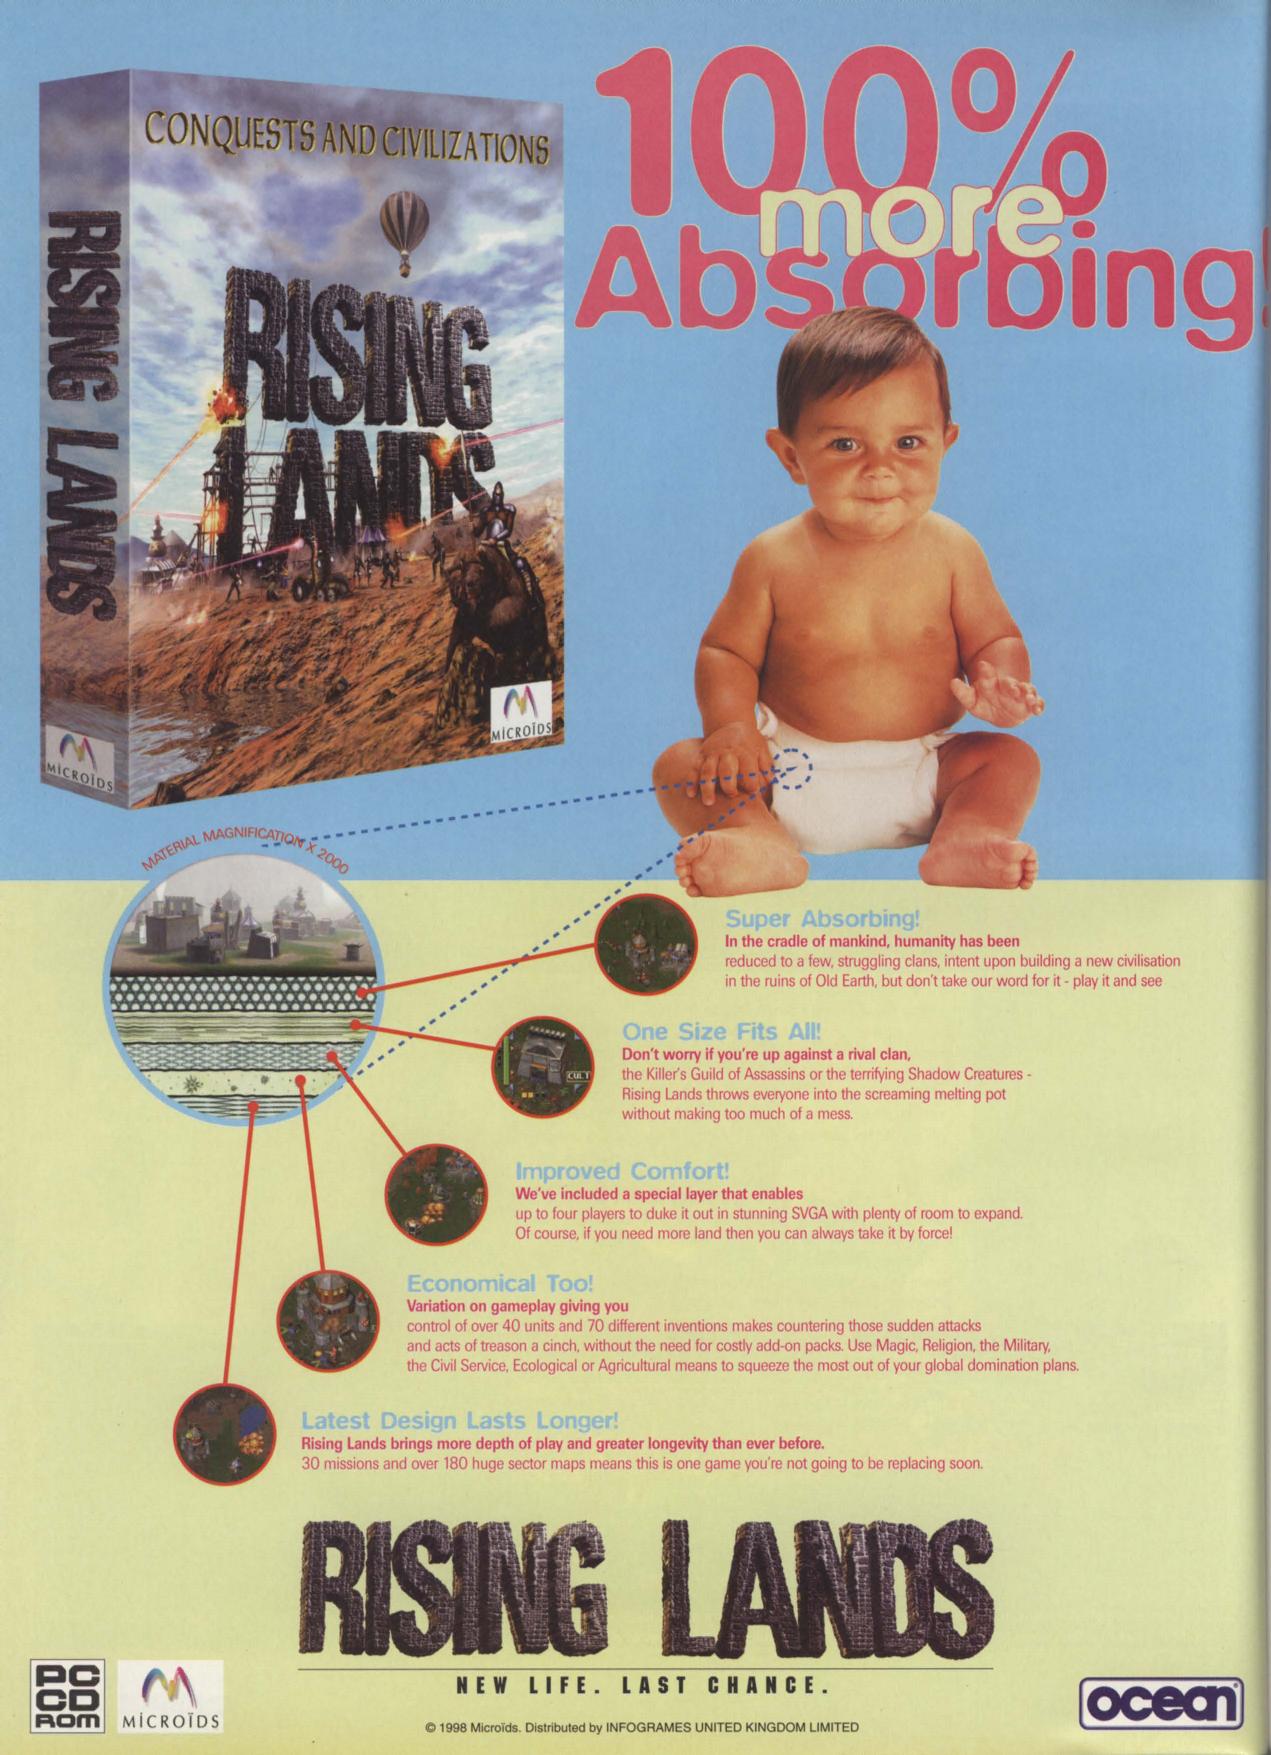 100%
more
Absorbing!
CONQUESTS AND CIVILIZATIONS
RISING
LANDS
RISING LANDS
MiCROÏDS
MiCROÏDS
MATERIAL MAGNIFICATION X 2000
Super Absorbing!
In the cradle of mankind, humanity has been
reduced to a few, struggling clans, intent upon building a new civilisation
in the ruins of Old Earth, but don't take our word for it - play it and see
One Size Fits All!
Don't worry if you're up against a rival clan,
the Killer's Guild of Assassins or the terrifying Shadow Creatures -
Rising Lands throws everyone into the screaming melting pot
without making too much of a mess.
CULT
Improved Comfort!
We've included a special layer that enables
up to four players to duke it out in stunning SVGA with plenty of room to expand.
Of course, if you need more land then you can always take it by force!
Economical Too!
Variation on gameplay giving you
control of over 40 units and 70 different inventions makes countering those sudden attacks
and acts of treason a cinch, without the need for costly add-on packs. Use Magic, Religion, the Military,
the Civil Service, Ecological or Agricultural means to squeeze the most out of your global domination plans.
Latest Design Lasts Longer!
Rising Lands brings more depth of play and greater longevity than ever before.
30 missions and over 180 huge sector maps means this is one game you're not going to be replacing soon.
RISING LANDS
NEW LIFE. LAST CHANCE.
PC
CD
ROM
MiCROÏDS
© 1998 Microïds. Distributed by INFOGRAMES UNITED KINGDOM LIMITED
ocean